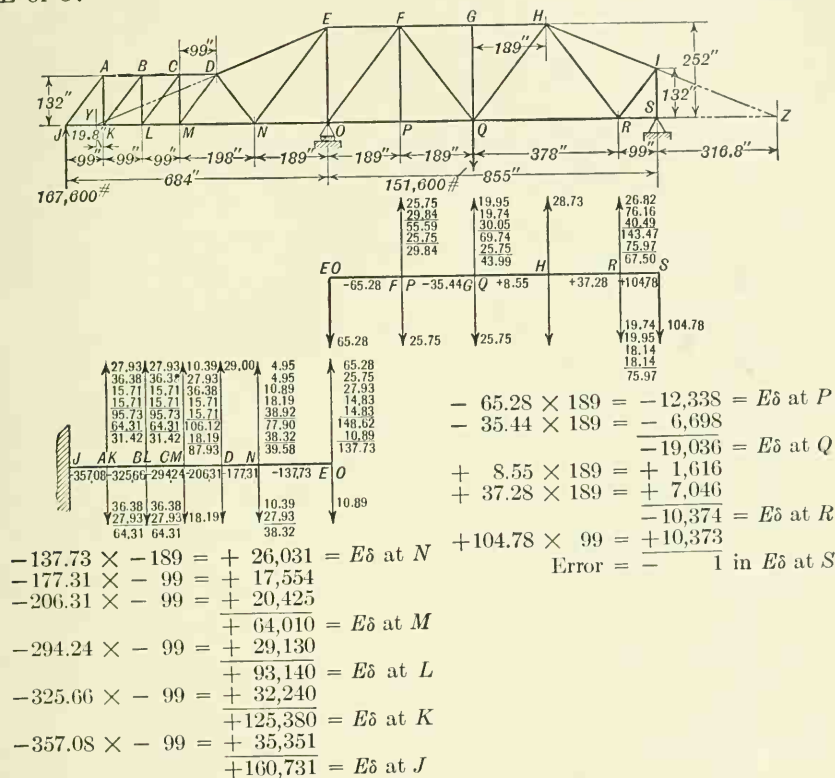 E or O.
99"
E F G H
189"
252"
A B C D
132"
I
132"
J Y K L M N O P Q R S Z
19.8"
99" 99" 99" 198" 189" 189" 189" 378" 99" 316.8"
684" 151,600# 855"
167,600#
25.75 19.95 28.73 26.82
29.84 19.74 76.16
55.59 30.05 40.49
25.75 69.74 143.47
29.84 25.75 75.97
43.99 67.50
EO F P G Q H R S
-65.28 -35.44 +8.55 +37.28 +104.78
65.28 25.75 25.75 19.74 104.78
19.95
18.14
18.14
75.97
27.93 27.93 10.39 29.00 4.95 65.28
36.38 36.38 27.93 4.95 25.75
15.71 15.71 36.38 10.89 27.93
15.71 15.71 15.71 18.19 14.83
95.73 95.73 15.71 38.92 14.83
64.31 64.31 106.12 77.90 148.62
31.42 31.42 18.19 38.32 10.89
87.93 39.58 137.73
J A K B L C M D N E O
-357.08 -325.66 -294.24 -206.31 -177.31 -137.73
36.38 36.38 18.19 10.39 10.89
27.93 27.93 27.93
64.31 64.31 38.32
- 65.28 × 189 = -12,338 = Eδ at P
- 35.44 × 189 = - 6,698
-19,036 = Eδ at Q
+ 8.55 × 189 = + 1,616
+ 37.28 × 189 = + 7,046
-10,374 = Eδ at R
+104.78 × 99 = +10,373
Error = - 1 in Eδ at S
-137.73 × -189 = + 26,031 = Eδ at N
-177.31 × - 99 = + 17,554
-206.31 × - 99 = + 20,425
+ 64,010 = Eδ at M
-294.24 × - 99 = + 29,130
+ 93,140 = Eδ at L
-325.66 × - 99 = + 32,240
+125,380 = Eδ at K
-357.08 × - 99 = + 35,351
+160,731 = Eδ at J